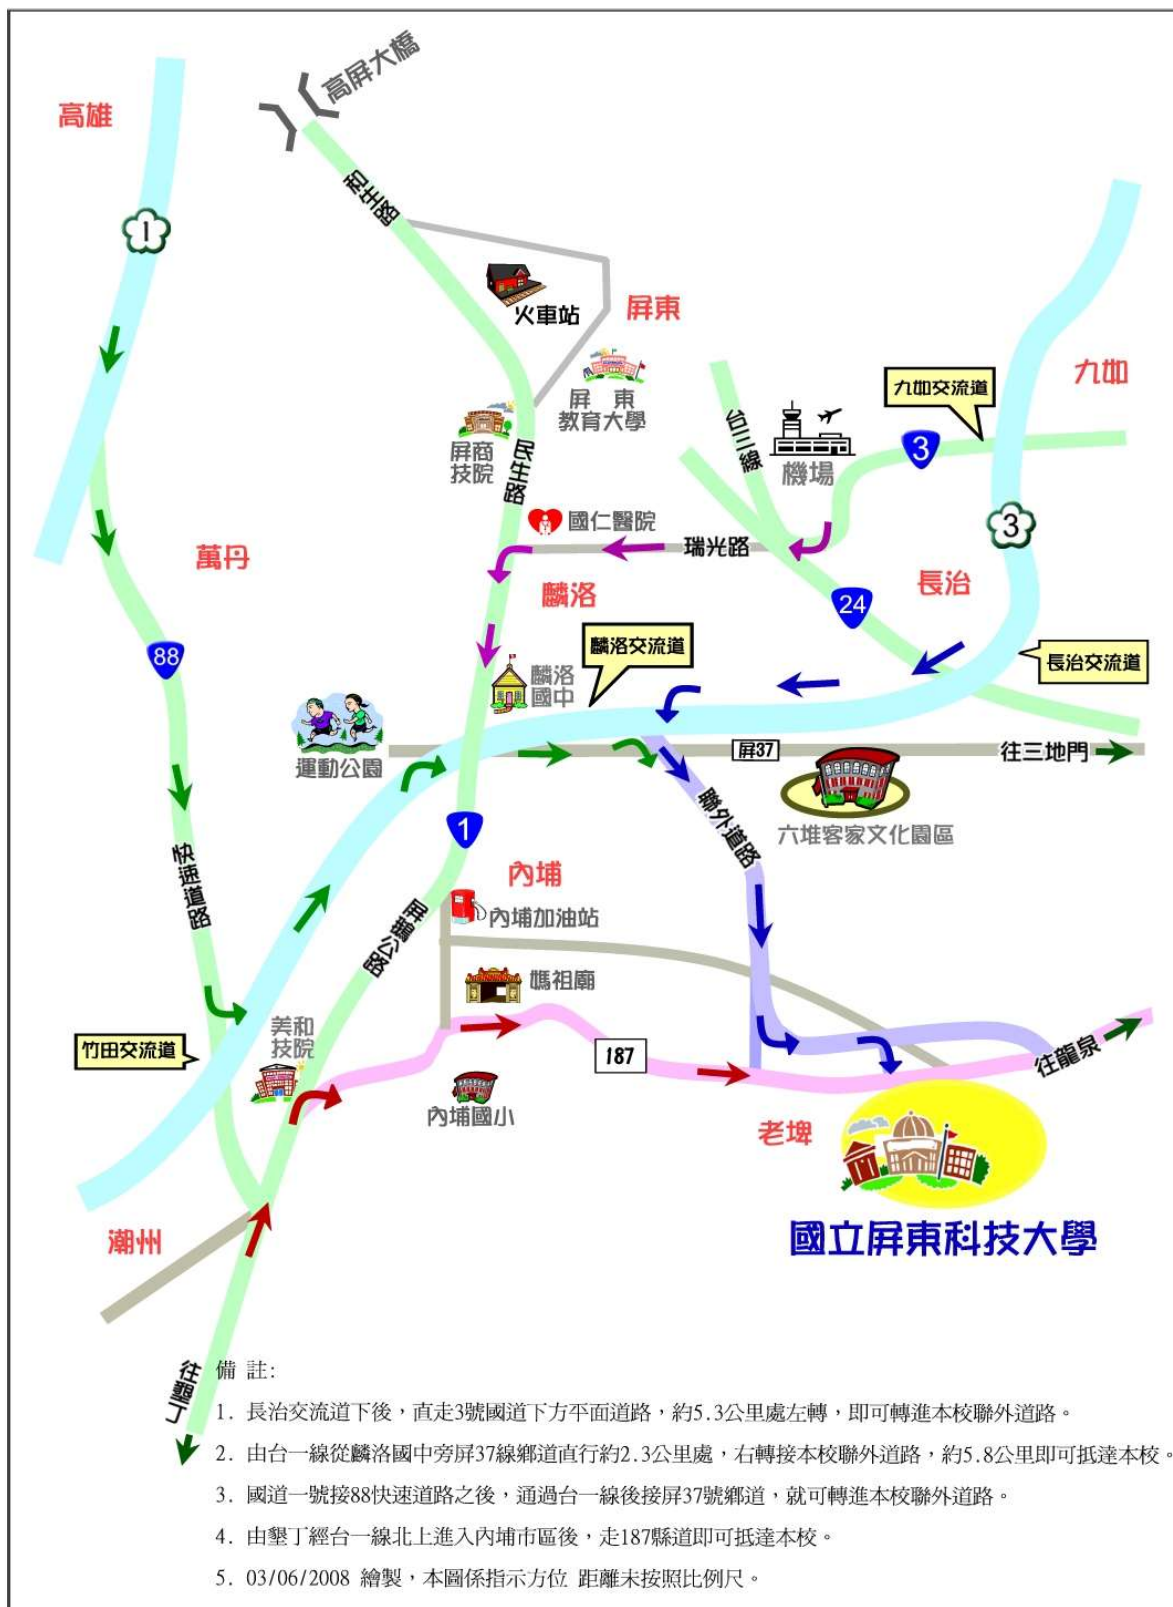 高屏大橋
高雄
1
和生路
火車站
屏東
屏 東
教育大學
屏商
技院
民生路
九如
九如交流道
台三線
機場
3
3
國仁醫院
瑞光路
萬丹
麟洛
24
長治
88
麟洛交流道
長治交流道
麟洛
國中
運動公園
屏37
往三地門
聯外道路
六堆客家文化園區
1
快速道路
內埔
內埔加油站
屏鵝公路
媽祖廟
美和
技院
竹田交流道
187
往龍泉
內埔國小
老埤
國立屏東科技大學
潮州
往墾丁
備 註:
1. 長治交流道下後，直走3號國道下方平面道路，約5.3公里處左轉，即可轉進本校聯外道路。
2. 由台一線從麟洛國中旁屏37線鄉道直行約2.3公里處，右轉接本校聯外道路，約5.8公里即可抵達本校。
3. 國道一號接88快速道路之後，通過台一線後接屏37號鄉道，就可轉進本校聯外道路。
4. 由墾丁經台一線北上進入內埔市區後，走187縣道即可抵達本校。
5. 03/06/2008 繪製，本圖係指示方位 距離未按照比例尺。